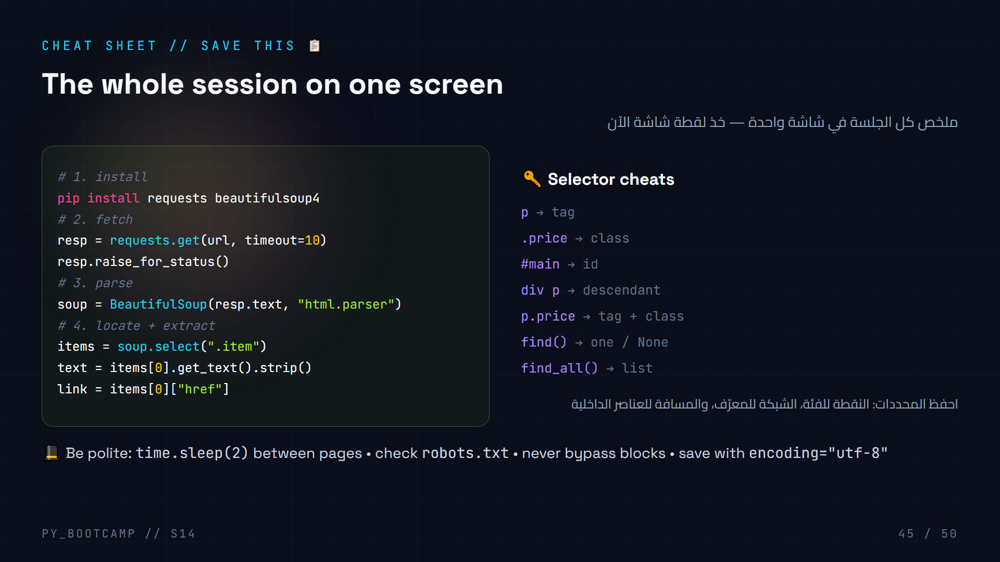 CHEAT SHEET // SAVE THIS 📋
The whole session on one screen
ملخص كل الجلسة في شاشة واحدة — خذ لقطة شاشة الآن
# 1. install
pip install requests beautifulsoup4
# 2. fetch
resp = requests.get(url, timeout=10)
resp.raise_for_status()
# 3. parse
soup = BeautifulSoup(resp.text, "html.parser")
# 4. locate + extract
items = soup.select(".item")
text = items[0].get_text().strip()
link = items[0]["href"]
🔑 Selector cheats
p → tag
.price → class
#main → id
div p → descendant
p.price → tag + class
find() → one / None
find_all() → list
احفظ المحددات: النقطة للفئة، الشبكة للمعرّف، والمسافة للعناصر الداخلية
🎩 Be polite: time.sleep(2) between pages • check robots.txt • never bypass blocks • save with encoding="utf-8"
PY_BOOTCAMP // S14
45 / 50